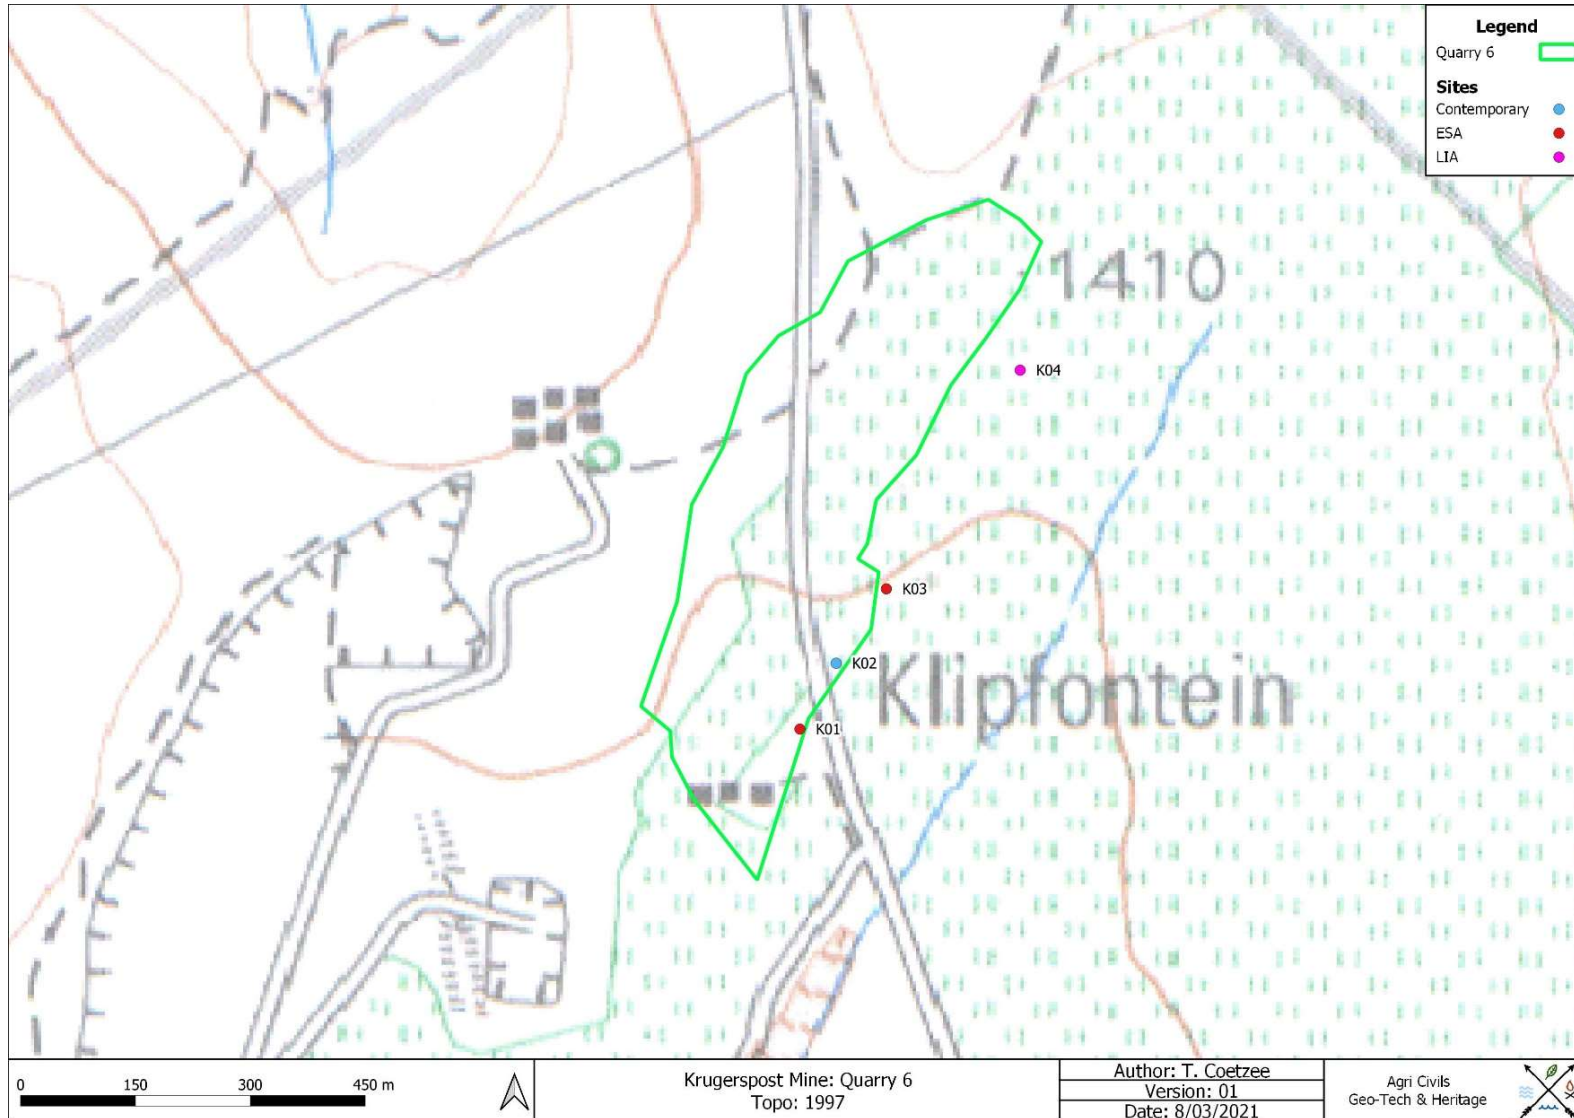 Legend
Quarry 6
Sites
Contemporary
ESA
LIA
1410
K04
K03
K02
Klipfontein
K01
0 150 300 450 m
Krugerspost Mine: Quarry 6
Topo: 1997
Author: T. Coetzee
Version: 01
Date: 8/03/2021
Agri Civils
Geo-Tech & Heritage